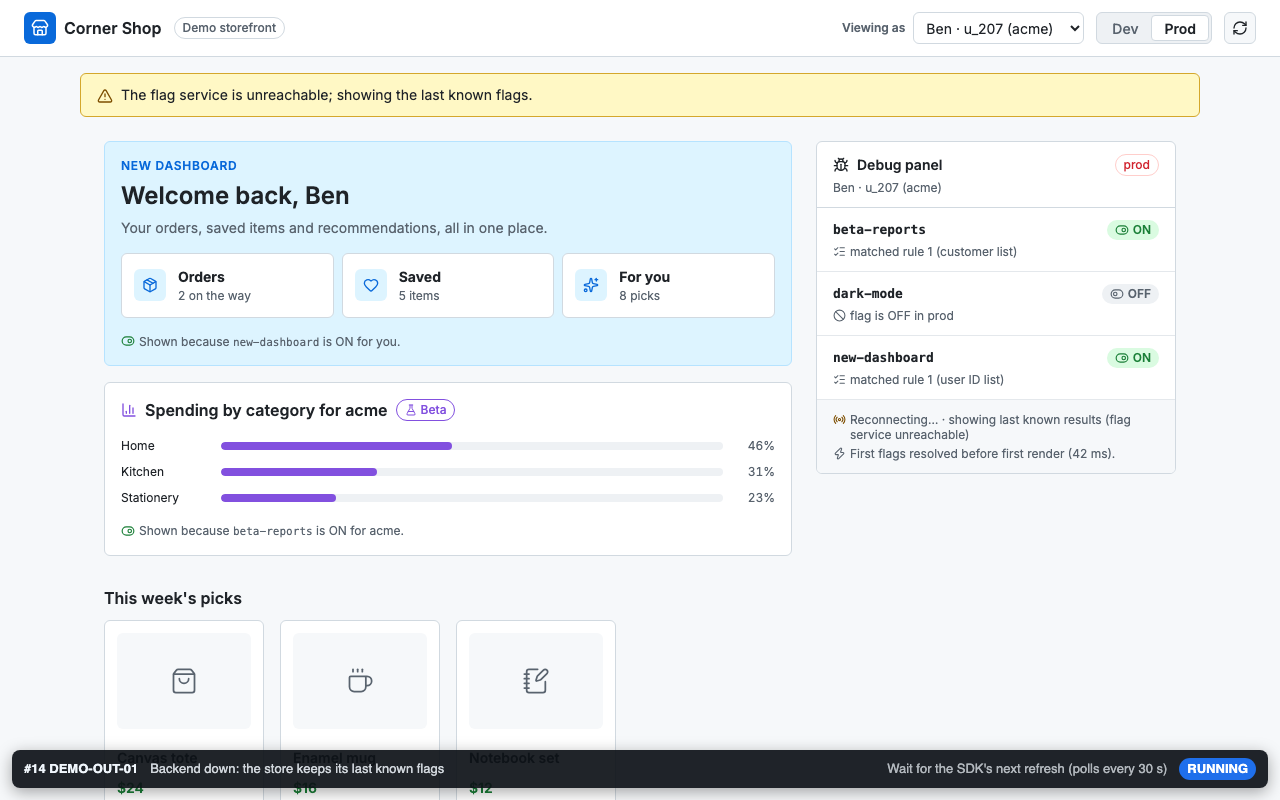 Corner Shop
Demo storefront
Viewing as
Ben · u_207 (acme)
Dev
Prod
The flag service is unreachable; showing the last known flags.
NEW DASHBOARD
Welcome back, Ben
Your orders, saved items and recommendations, all in one place.
Orders
2 on the way
Saved
5 items
For you
8 picks
Shown because new-dashboard is ON for you.
Spending by category for acme
Beta
Home
46%
Kitchen
31%
Stationery
23%
Shown because beta-reports is ON for acme.
Debug panel
prod
Ben · u_207 (acme)
beta-reports
ON
matched rule 1 (customer list)
dark-mode
OFF
flag is OFF in prod
new-dashboard
ON
matched rule 1 (user ID list)
Reconnecting... · showing last known results (flag
service unreachable)
First flags resolved before first render (42 ms).
This week's picks
Canvas tote
Enamel mug
Notebook set
$24
$16
$12
#14 DEMO-OUT-01
Backend down: the store keeps its last known flags
Wait for the SDK's next refresh (polls every 30 s)
RUNNING